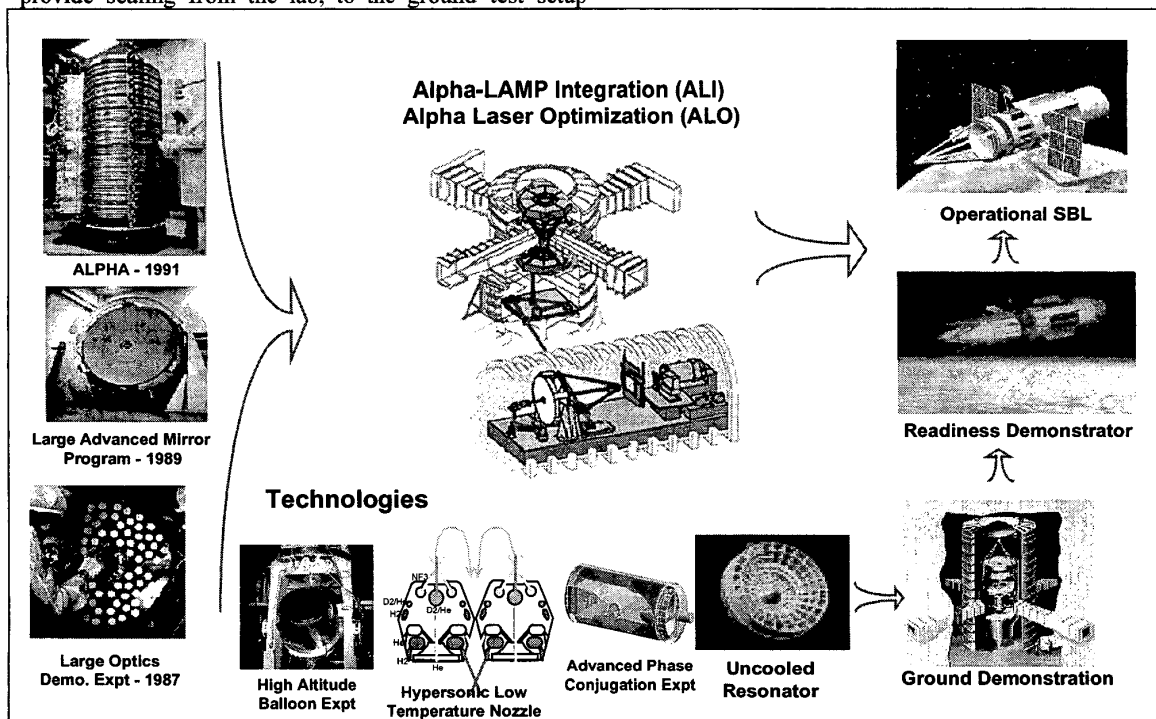 provide scaling from the lab, to the ground test setup
Alpha-LAMP Integration (ALI)
Alpha Laser Optimization (ALO)
ALPHA - 1991
Large Advanced Mirror
Program - 1989
Large Optics
Demo. Expt - 1987
Technologies
High Altitude
Balloon Expt
NF3
D2/He
D2/He
H2
He
H2
He
Hypersonic Low
Temperature Nozzle
Advanced Phase
Conjugation Expt
Uncooled
Resonator
Operational SBL
Readiness Demonstrator
Ground Demonstration